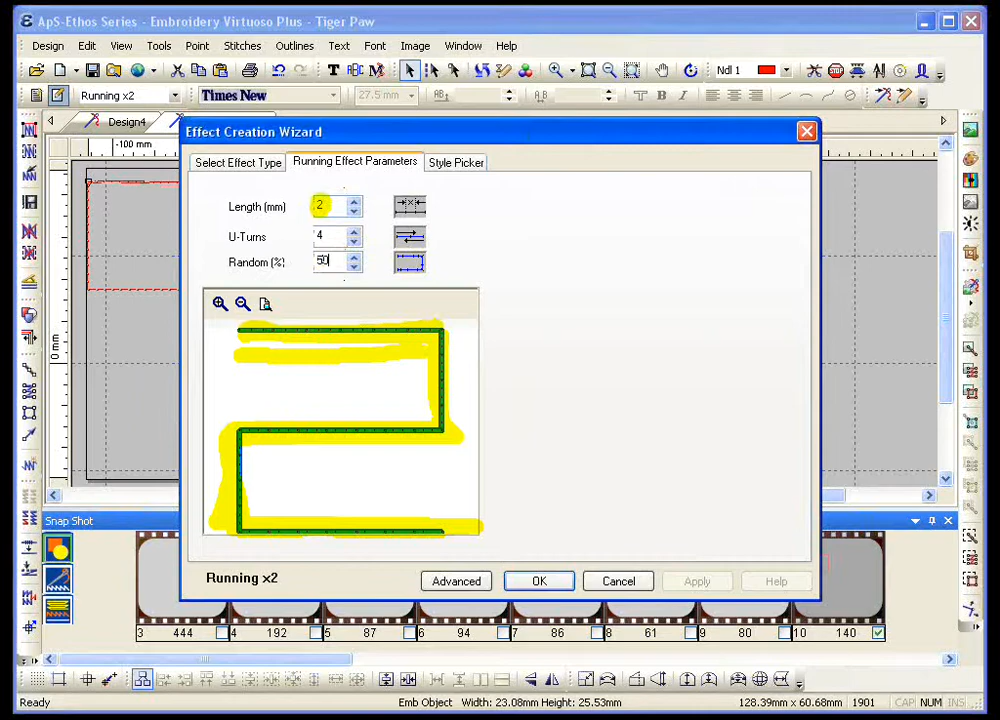 ApS-Ethos Series - Embroidery Virtuoso Plus - Tiger Paw
Design Edit View Tools Point Stitches Outlines Text Font Image Window Help
Ndl 1
Running x2 Times New 27.5 mm
Design4
-100 mm
0 mm
Effect Creation Wizard
Select Effect Type Running Effect Parameters Style Picker
Length (mm) 2
U-Turns 4
Random (%) 50
Running x2 Advanced OK Cancel Apply Help
Snap Shot
3 444 4 192 5 87 6 94 7 86 8 61 9 80 10 140
Ready Emb Object Width: 23.08mm Height: 25.53mm 128.39mm x 60.68mm 1901 CAP NUM INS